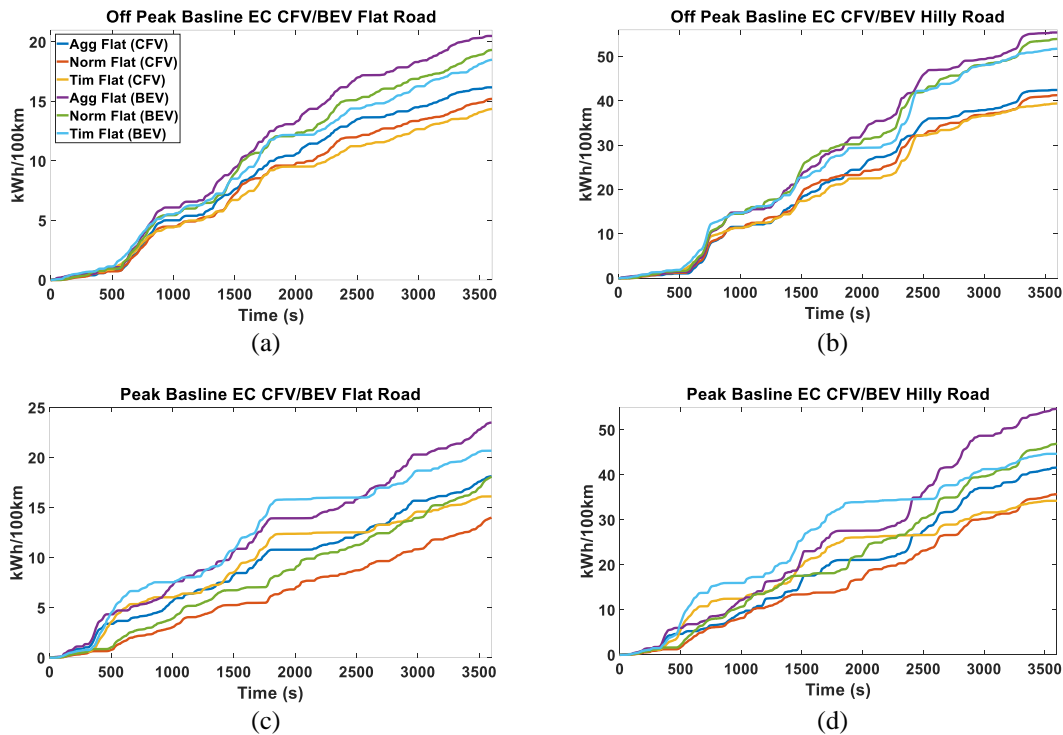 Off Peak Basline EC CFV/BEV Flat Road
20
15
10
5
0
kWh/100km
Agg Flat (CFV)
Norm Flat (CFV)
Tim Flat (CFV)
Agg Flat (BEV)
Norm Flat (BEV)
Tim Flat (BEV)
0 500 1000 1500 2000 2500 3000 3500
Time (s)
(a)
Off Peak Basline EC CFV/BEV Hilly Road
50
40
30
20
10
0
kWh/100km
0 500 1000 1500 2000 2500 3000 3500
Time (s)
(b)
Peak Basline EC CFV/BEV Flat Road
25
20
15
10
5
0
kWh/100km
0 500 1000 1500 2000 2500 3000 3500
Time (s)
(c)
Peak Basline EC CFV/BEV Hilly Road
50
40
30
20
10
0
kWh/100km
0 500 1000 1500 2000 2500 3000 3500
Time (s)
(d)